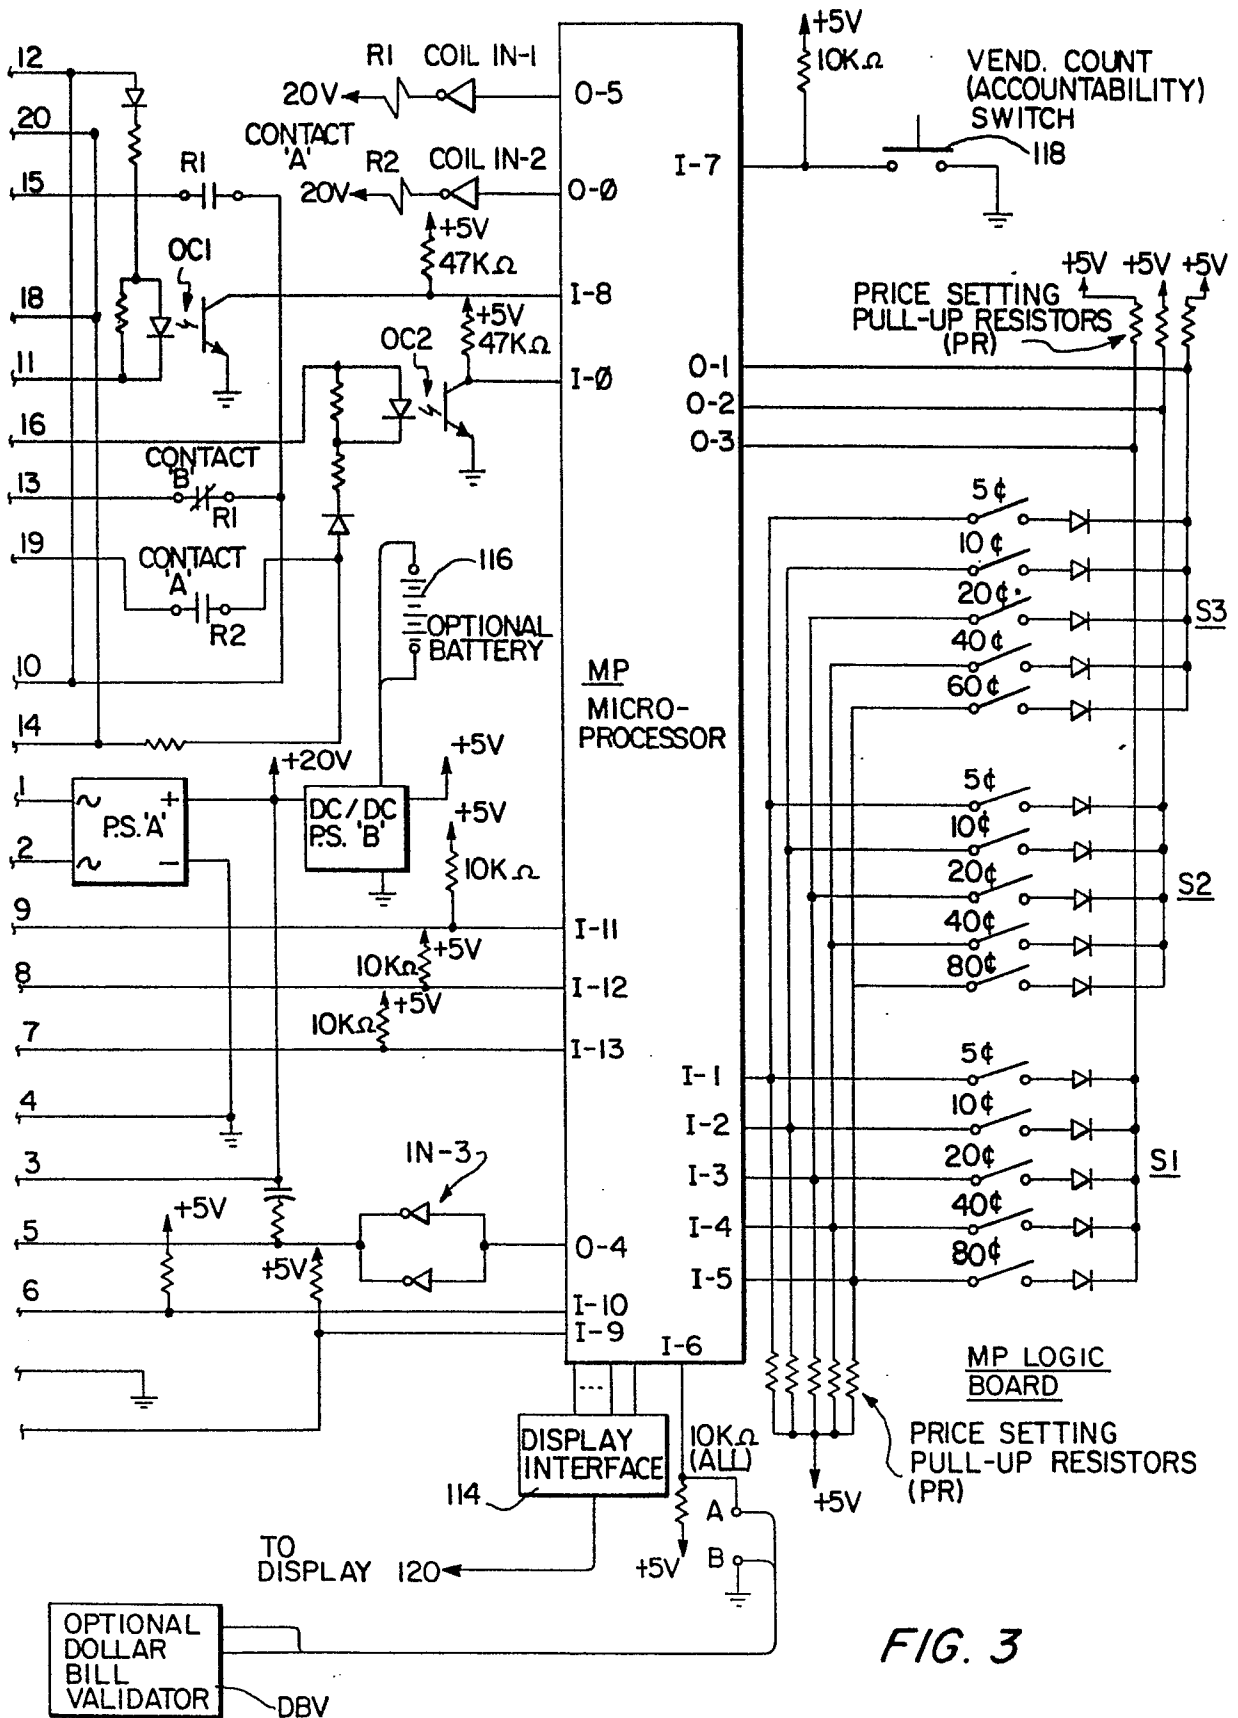 12
20
15
18
11
16
13
19
10
14
1
2
9
8
7
4
3
5
6
R1 COIL IN-1
20V
CONTACT
'A'
R2 COIL IN-2
20V
R1
OC1
+5V
47KΩ
+5V
47KΩ
OC2
CONTACT
'B'
R1
CONTACT
'A'
R2
116
OPTIONAL
BATTERY
+20V
+5V
P.S. 'A'
~ +
~ −
DC/DC
P.S. 'B'
+5V
10KΩ
+5V
10KΩ
+5V
10KΩ
IN-3
+5V
+5V
O-5
O-Ø
I-8
I-Ø
MP
MICRO-
PROCESSOR
I-11
I-12
I-13
O-4
I-10
I-9
I-6
I-7
O-1
O-2
O-3
I-1
I-2
I-3
I-4
I-5
+5V
10KΩ
VEND. COUNT
(ACCOUNTABILITY)
SWITCH
118
+5V +5V +5V
PRICE SETTING
PULL-UP RESISTORS
(PR)
5¢
10¢
20¢
40¢
60¢
S3
5¢
10¢
20¢
40¢
80¢
S2
5¢
10¢
20¢
40¢
80¢
S1
MP LOGIC
BOARD
PRICE SETTING
PULL-UP RESISTORS
(PR)
+5V
...
DISPLAY
INTERFACE
114
10KΩ
(ALL)
A
B
+5V
TO
DISPLAY 120
OPTIONAL
DOLLAR
BILL
VALIDATOR
DBV
FIG. 3